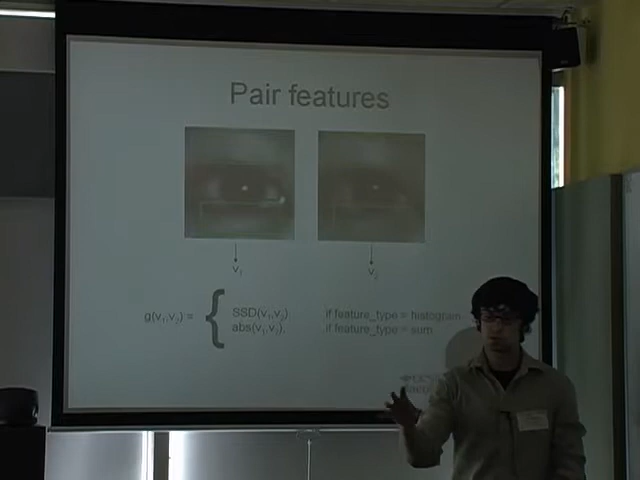 Pair features
v₁
v₂
g(v₁,v₂) =
SSD(v₁,v₂) if feature_type = histogram
abs(v₁,v₂), if feature_type = sum